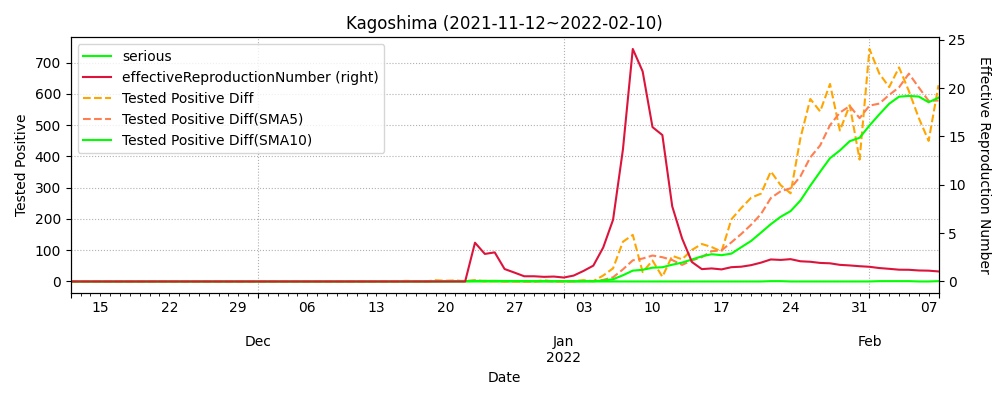 Kagoshima (2021-11-12~2022-02-10)
serious
effectiveReproductionNumber (right)
Tested Positive Diff
Tested Positive Diff(SMA5)
Tested Positive Diff(SMA10)
Tested Positive
700
600
500
400
300
200
100
0
25
20
15
10
5
0
Effective Reproduction Number
15 22 29 06 13 20 27 03 10 17 24 31 07
Dec Jan Feb
2022
Date